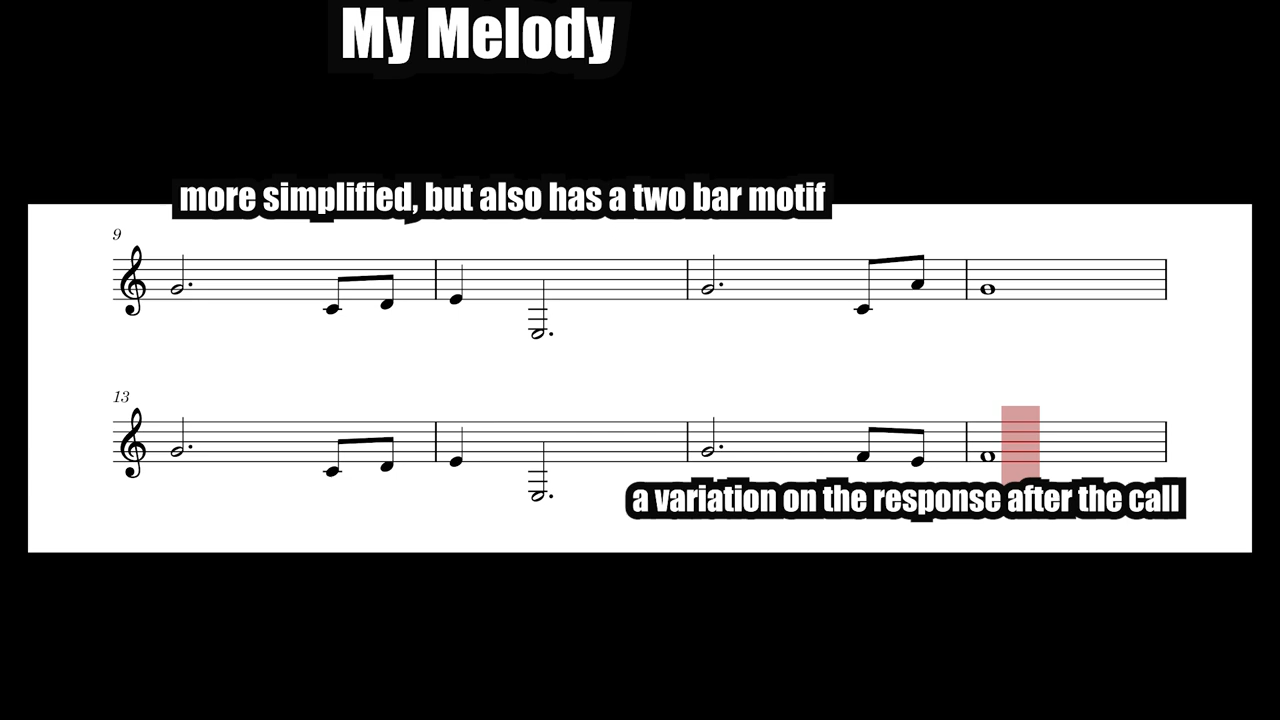 My Melody
more simplified, but also has a two bar motif
9
13
a variation on the response after the call